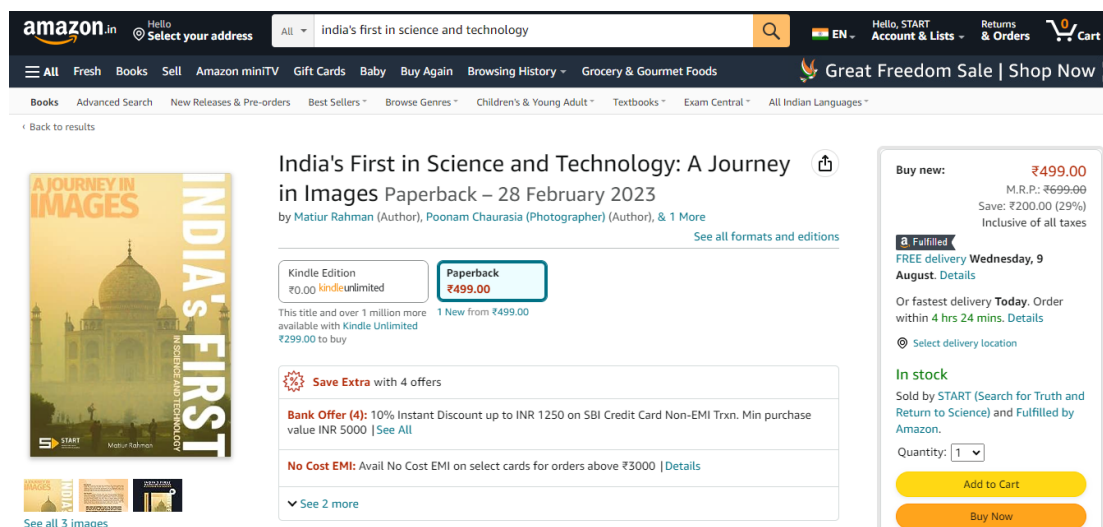 amazon.in
Hello
Select your address
All
india's first in science and technology
EN
Hello, START
Account & Lists
Returns
& Orders
0
Cart
All
Fresh
Books
Sell
Amazon miniTV
Gift Cards
Baby
Buy Again
Browsing History
Grocery & Gourmet Foods
Great Freedom Sale | Shop Now
Books
Advanced Search
New Releases & Pre-orders
Best Sellers
Browse Genres
Children's & Young Adult
Textbooks
Exam Central
All Indian Languages
‹ Back to results
A JOURNEY IN
IMAGES
INDIA's FIRST
IN SCIENCE AND TECHNOLOGY
START
Matiur Rahman
See all 3 images
India's First in Science and Technology: A Journey
in Images Paperback – 28 February 2023
by Matiur Rahman (Author), Poonam Chaurasia (Photographer) (Author), & 1 More
See all formats and editions
Kindle Edition
₹0.00 kindleunlimited
This title and over 1 million more
available with Kindle Unlimited
₹299.00 to buy
Paperback
₹499.00
1 New from ₹499.00
Save Extra with 4 offers
Bank Offer (4): 10% Instant Discount up to INR 1250 on SBI Credit Card Non-EMI Trxn. Min purchase
value INR 5000 | See All
No Cost EMI: Avail No Cost EMI on select cards for orders above ₹3000 | Details
See 2 more
Buy new:
₹499.00
M.R.P.: ₹699.00
Save: ₹200.00 (29%)
Inclusive of all taxes
a Fulfilled
FREE delivery Wednesday, 9
August. Details
Or fastest delivery Today. Order
within 4 hrs 24 mins. Details
Select delivery location
In stock
Sold by START (Search for Truth and
Return to Science) and Fulfilled by
Amazon.
Quantity: 1
Add to Cart
Buy Now